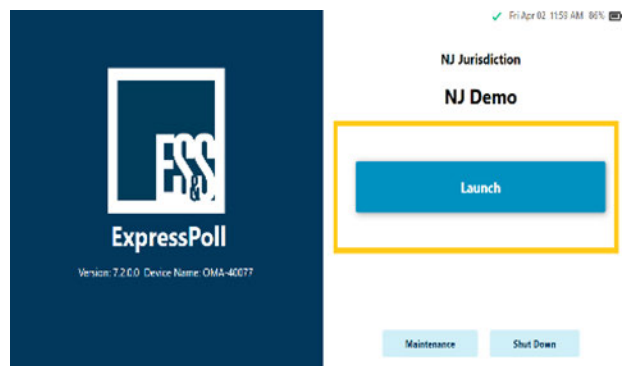 ES&S
ExpressPoll
Version: 7.2.0.0 Device Name: OMA-40077
Fri Apr 02 11:59 AM 86%
NJ Jurisdiction
NJ Demo
Launch
Maintenance
Shut Down